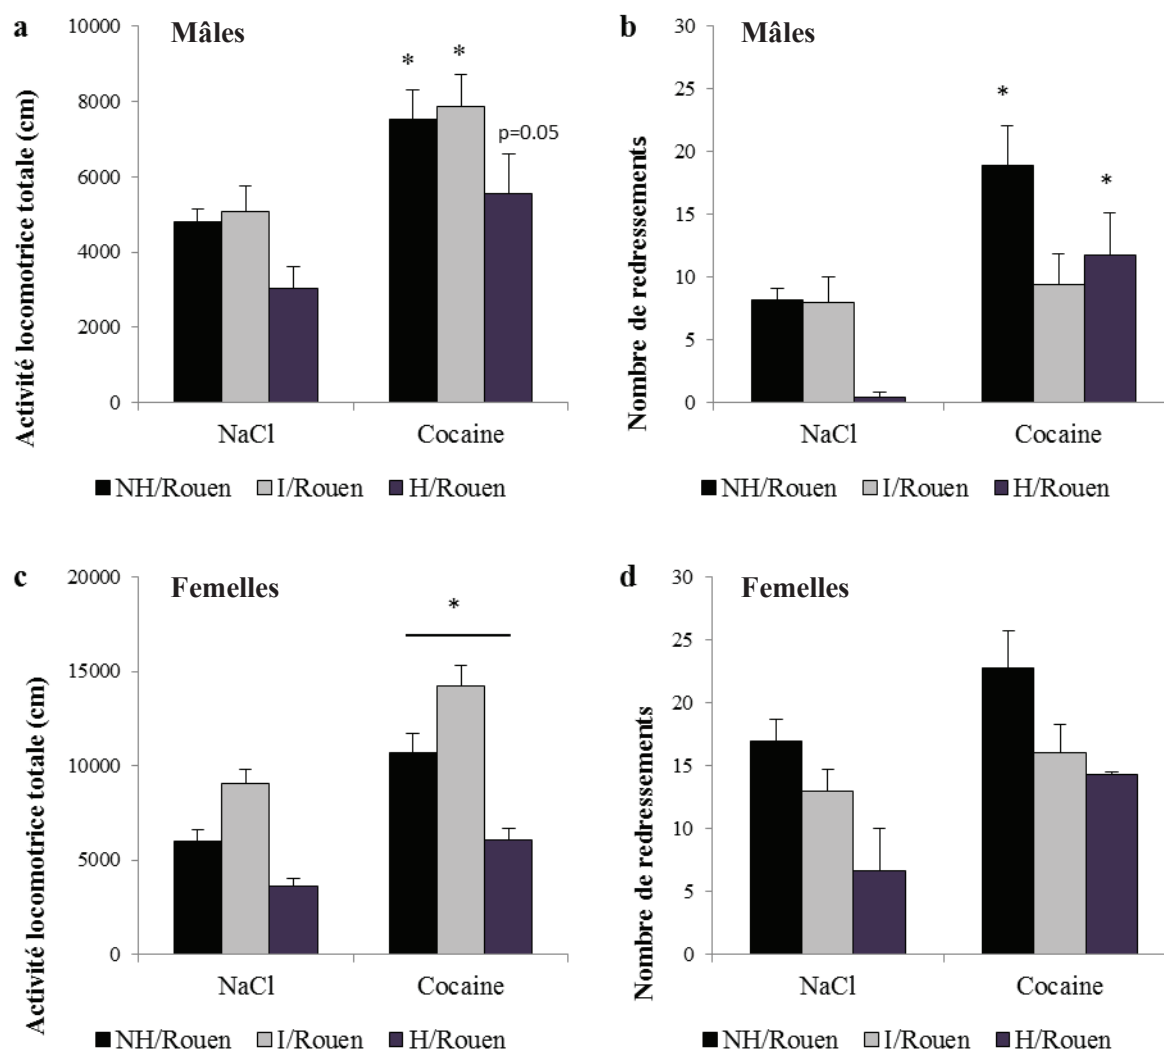 a
Mâles
Activité locomotrice totale (cm)
10000
8000
6000
4000
2000
0
* *
p=0.05
NaCl Cocaine
NH/Rouen I/Rouen H/Rouen
b
Mâles
Nombre de redressements
30
25
20
15
10
5
0
*
*
NaCl Cocaine
NH/Rouen I/Rouen H/Rouen
c
Femelles
Activité locomotrice totale (cm)
20000
15000
10000
5000
0
*
NaCl Cocaine
NH/Rouen I/Rouen H/Rouen
d
Femelles
Nombre de redressements
30
25
20
15
10
5
0
NaCl Cocaine
NH/Rouen I/Rouen H/Rouen